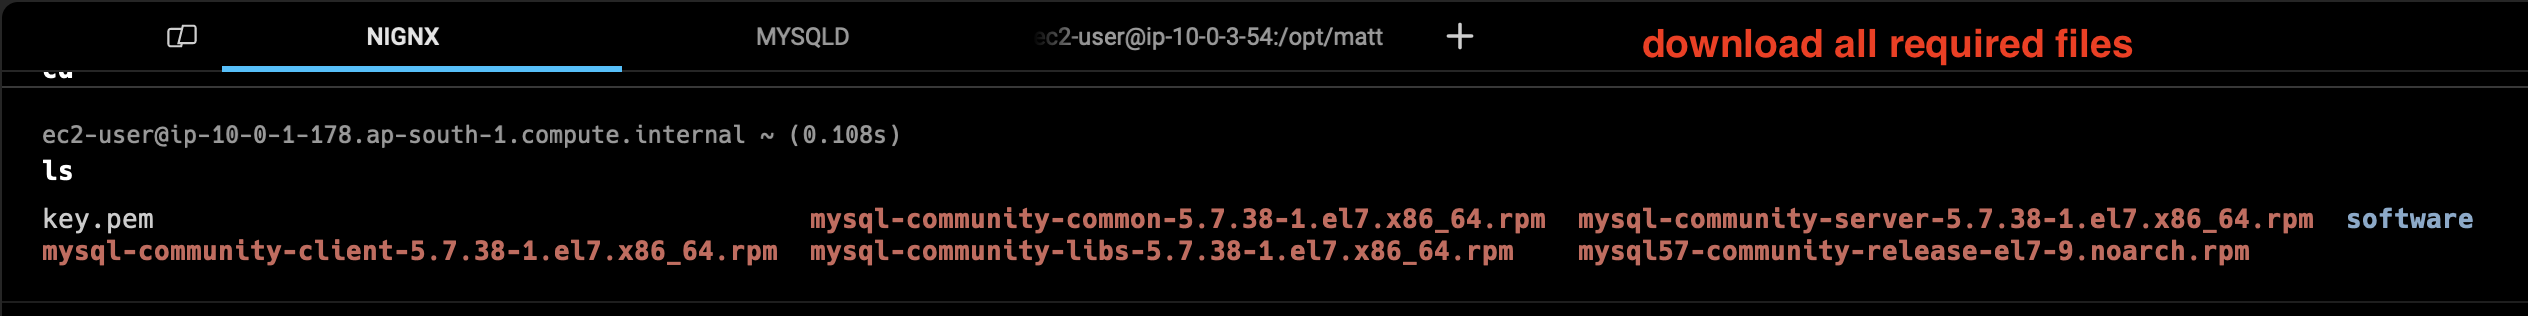 NIGNX MYSQLD ec2-user@ip-10-0-3-54:/opt/matt + download all required files
cd
ec2-user@ip-10-0-1-178.ap-south-1.compute.internal ~ (0.108s)
ls
key.pem mysql-community-common-5.7.38-1.el7.x86_64.rpm mysql-community-server-5.7.38-1.el7.x86_64.rpm software
mysql-community-client-5.7.38-1.el7.x86_64.rpm mysql-community-libs-5.7.38-1.el7.x86_64.rpm mysql57-community-release-el7-9.noarch.rpm